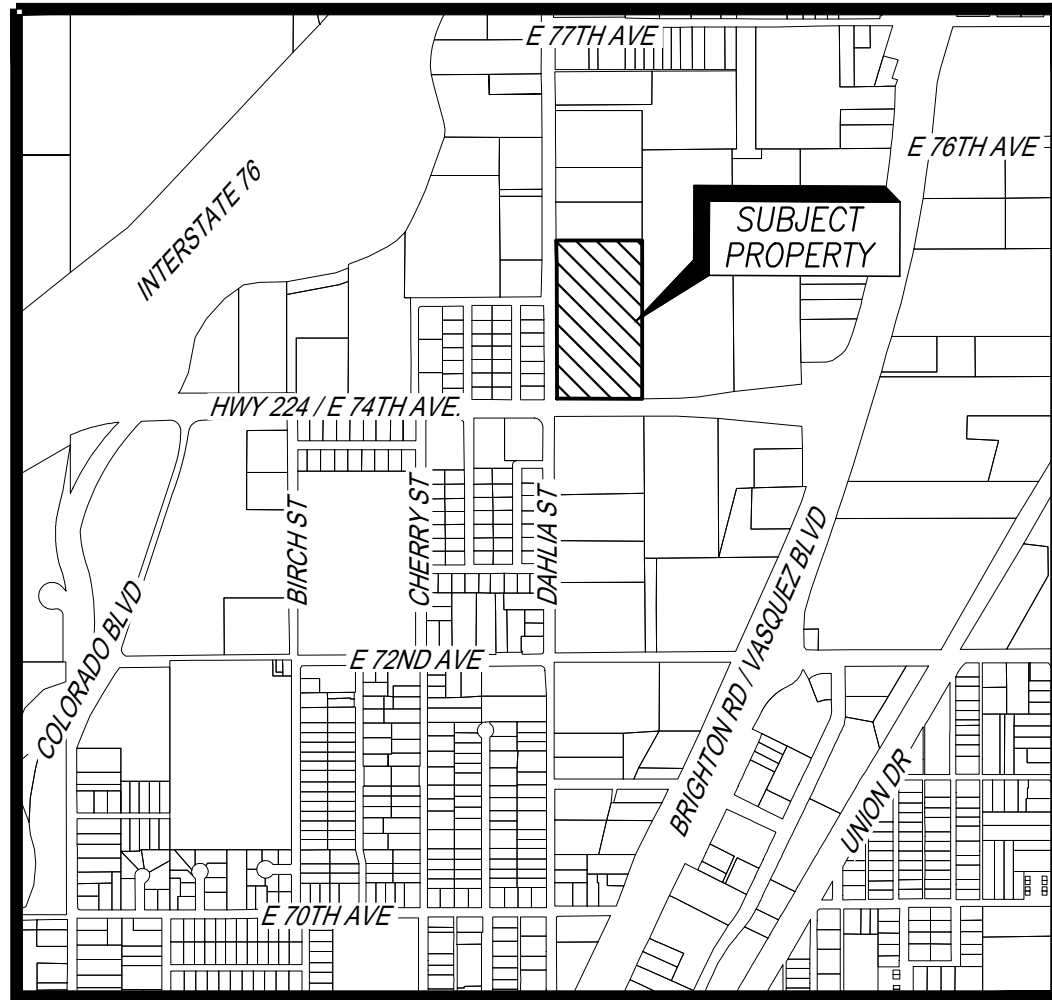 E 77TH AVE
E 76TH AVE
INTERSTATE 76
SUBJECT
PROPERTY
HWY 224 / E 74TH AVE.
BIRCH ST
CHERRY ST
DAHLIA ST
COLORADO BLVD
E 72ND AVE
BRIGHTON RD / VASQUEZ BLVD
UNION DR
E 70TH AVE